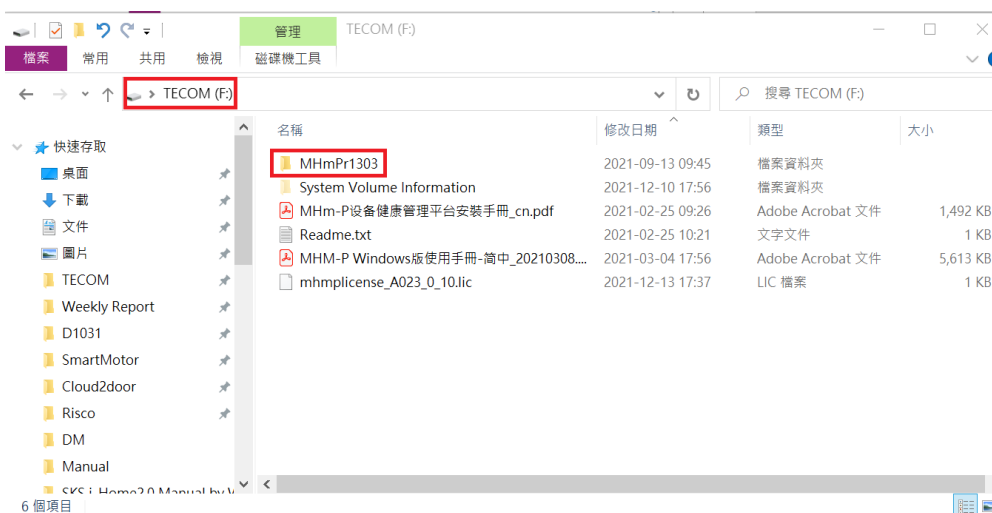 管理 TECOM (F:)
檔案 常用 共用 檢視 磁碟機工具
TECOM (F:) 搜尋 TECOM (F:)
快速存取
桌面
下載
文件
圖片
TECOM
Weekly Report
D1031
SmartMotor
Cloud2door
Risco
DM
Manual
SKS i-Home2.0 Manual by
名稱 修改日期 類型 大小
MHmPr1303 2021-09-13 09:45 檔案資料夾
System Volume Information 2021-12-10 17:56 檔案資料夾
MHm-P设备健康管理平台安裝手冊_cn.pdf 2021-02-25 09:26 Adobe Acrobat 文件 1,492 KB
Readme.txt 2021-02-25 10:21 文字文件 1 KB
MHM-P Windows版使用手冊-简中_20210308.... 2021-03-04 17:56 Adobe Acrobat 文件 5,613 KB
mhmplicense_A023_0_10.lic 2021-12-13 17:37 LIC 檔案 1 KB
6 個項目